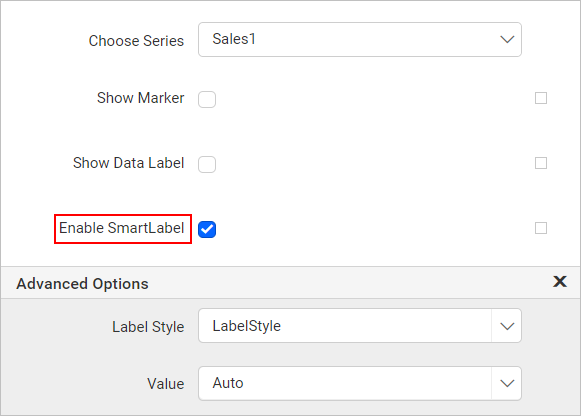 Choose Series Sales1
Show Marker
Show Data Label
Enable SmartLabel
Advanced Options
Label Style LabelStyle
Value Auto